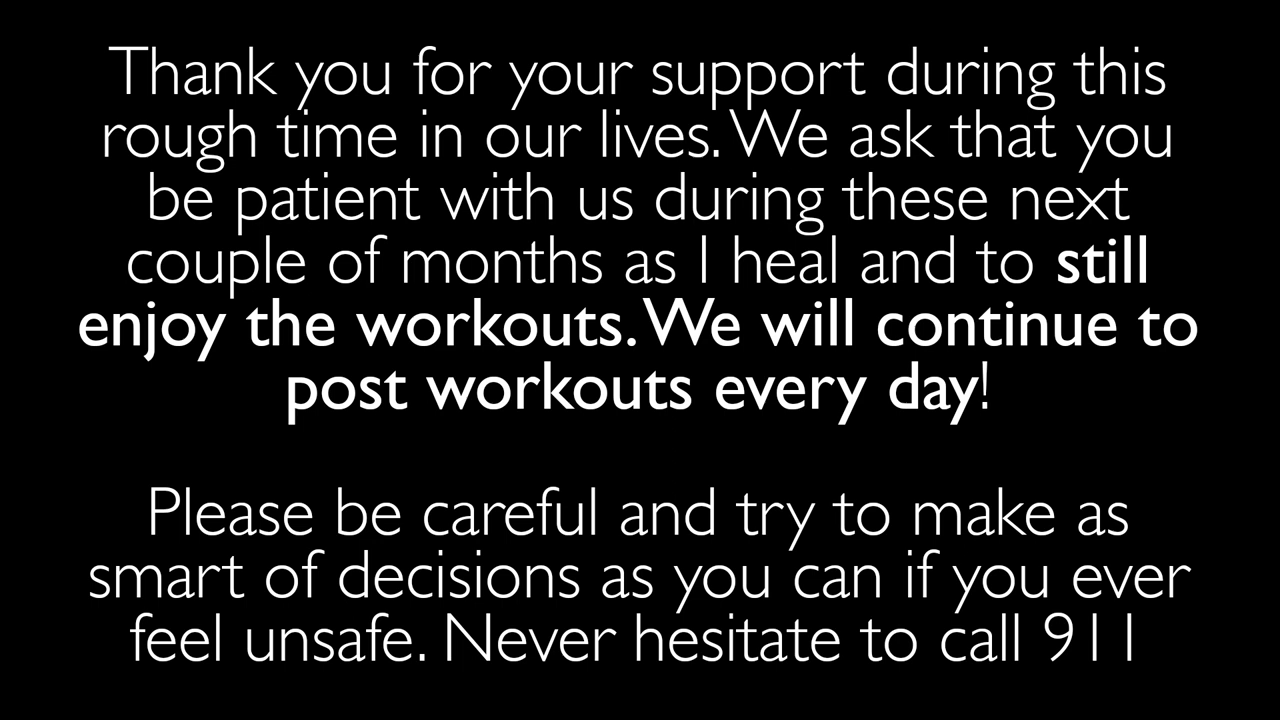 Thank you for your support during this
rough time in our lives. We ask that you
be patient with us during these next
couple of months as I heal and to still
enjoy the workouts. We will continue to
post workouts every day!
Please be careful and try to make as
smart of decisions as you can if you ever
feel unsafe. Never hesitate to call 911